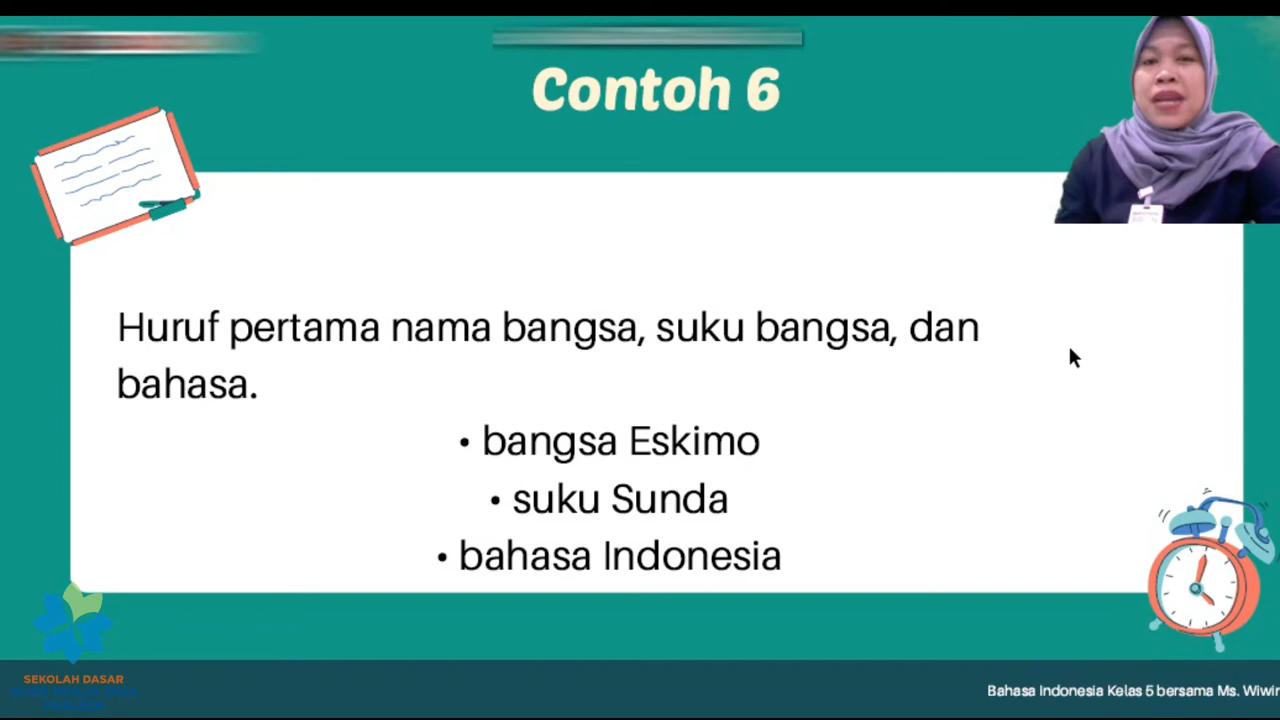 Contoh 6
Huruf pertama nama bangsa, suku bangsa, dan
bahasa.
• bangsa Eskimo
• suku Sunda
• bahasa Indonesia
SEKOLAH DASAR
Bahasa Indonesia Kelas 5 bersama Ms. Wiwin